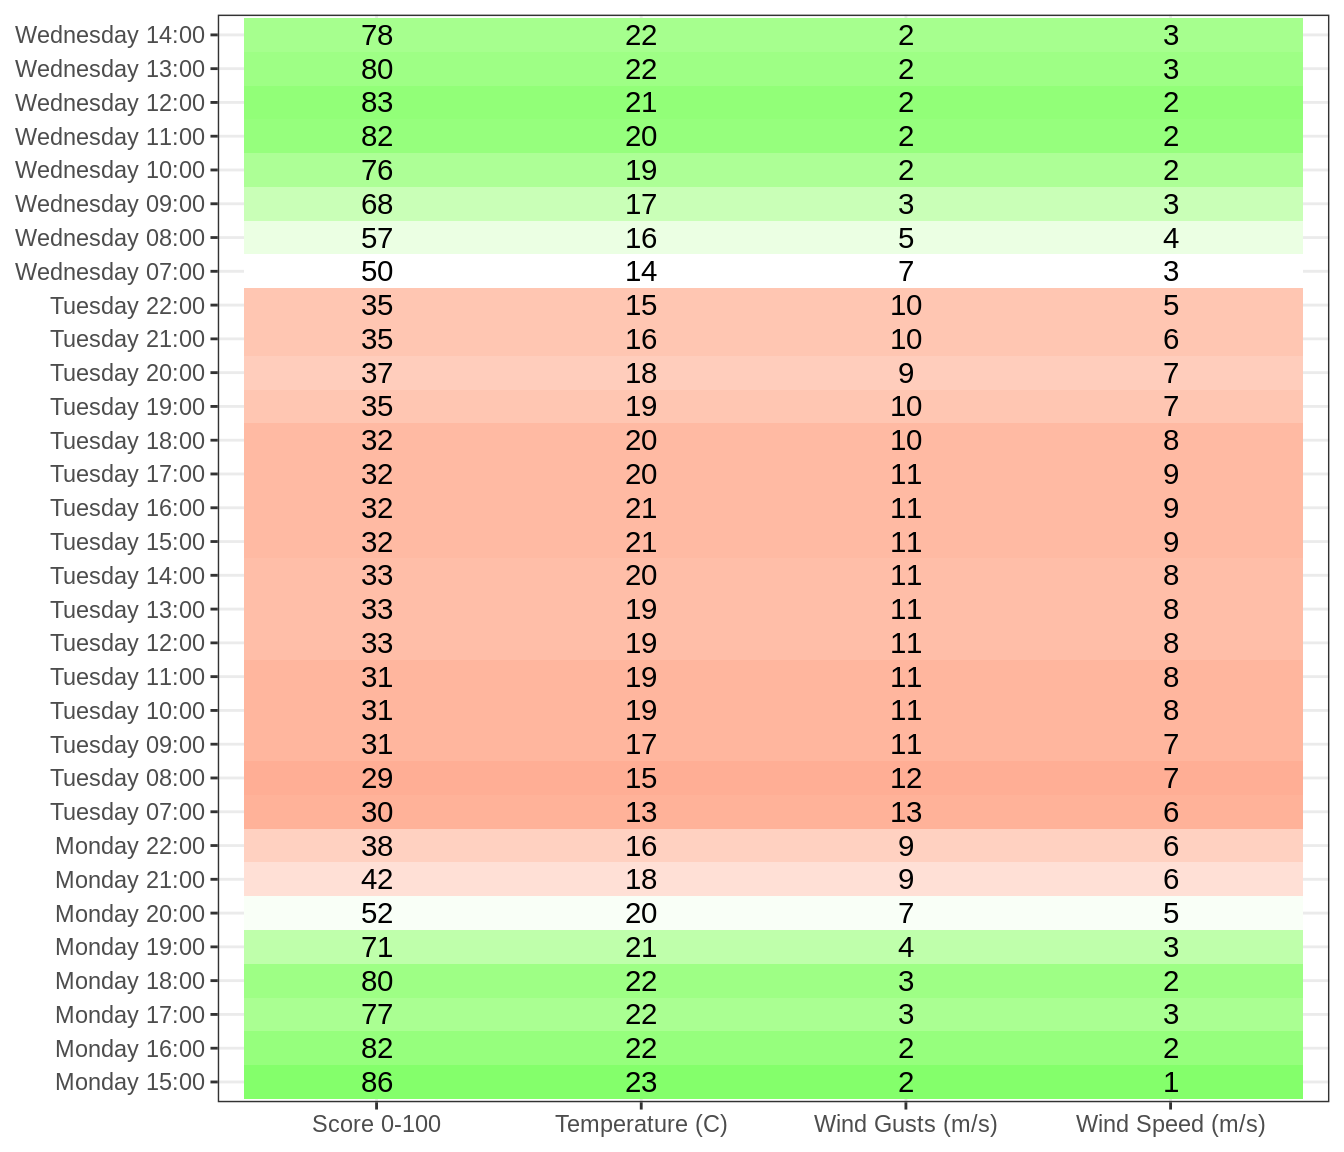 Wednesday 14:00 78 22 2 3
Wednesday 13:00 80 22 2 3
Wednesday 12:00 83 21 2 2
Wednesday 11:00 82 20 2 2
Wednesday 10:00 76 19 2 2
Wednesday 09:00 68 17 3 3
Wednesday 08:00 57 16 5 4
Wednesday 07:00 50 14 7 3
Tuesday 22:00 35 15 10 5
Tuesday 21:00 35 16 10 6
Tuesday 20:00 37 18 9 7
Tuesday 19:00 35 19 10 7
Tuesday 18:00 32 20 10 8
Tuesday 17:00 32 20 11 9
Tuesday 16:00 32 21 11 9
Tuesday 15:00 32 21 11 9
Tuesday 14:00 33 20 11 8
Tuesday 13:00 33 19 11 8
Tuesday 12:00 33 19 11 8
Tuesday 11:00 31 19 11 8
Tuesday 10:00 31 19 11 8
Tuesday 09:00 31 17 11 7
Tuesday 08:00 29 15 12 7
Tuesday 07:00 30 13 13 6
Monday 22:00 38 16 9 6
Monday 21:00 42 18 9 6
Monday 20:00 52 20 7 5
Monday 19:00 71 21 4 3
Monday 18:00 80 22 3 2
Monday 17:00 77 22 3 3
Monday 16:00 82 22 2 2
Monday 15:00 86 23 2 1
Score 0-100 Temperature (C) Wind Gusts (m/s) Wind Speed (m/s)